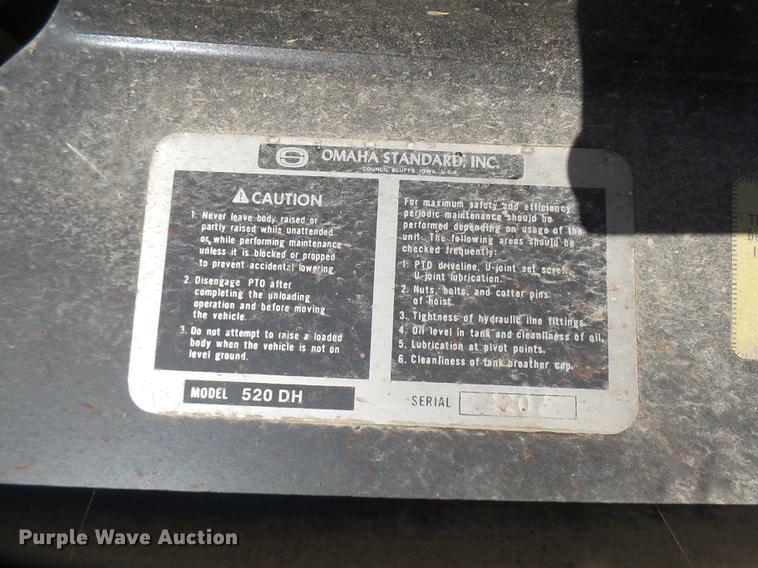 OMAHA STANDARD, INC.
COUNCIL BLUFFS, IOWA, U.S.A.
CAUTION
1. Never leave body raised or
partly raised while unattended
or while performing maintenance
unless it is blocked or propped
to prevent accidental lowering.
2. Disengage PTO after
completing the unloading
operation and before moving
the vehicle.
3. Do not attempt to raise a loaded
body when the vehicle is not on
level ground.
MODEL 520 DH
For maximum safety and efficiency
periodic maintenance should be
performed depending on usage of the
unit. The following areas should be
checked frequently:
1. PTO driveline, U-joint set screw
U-joint lubrication.
2. Nuts, bolts, and cotter pins
of hoist.
3. Tightness of hydraulic line fittings.
4. Oil level in tank and cleanliness of oil.
5. Lubrication at pivot points.
6. Cleanliness of tank breather cap.
SERIAL
Purple Wave Auction